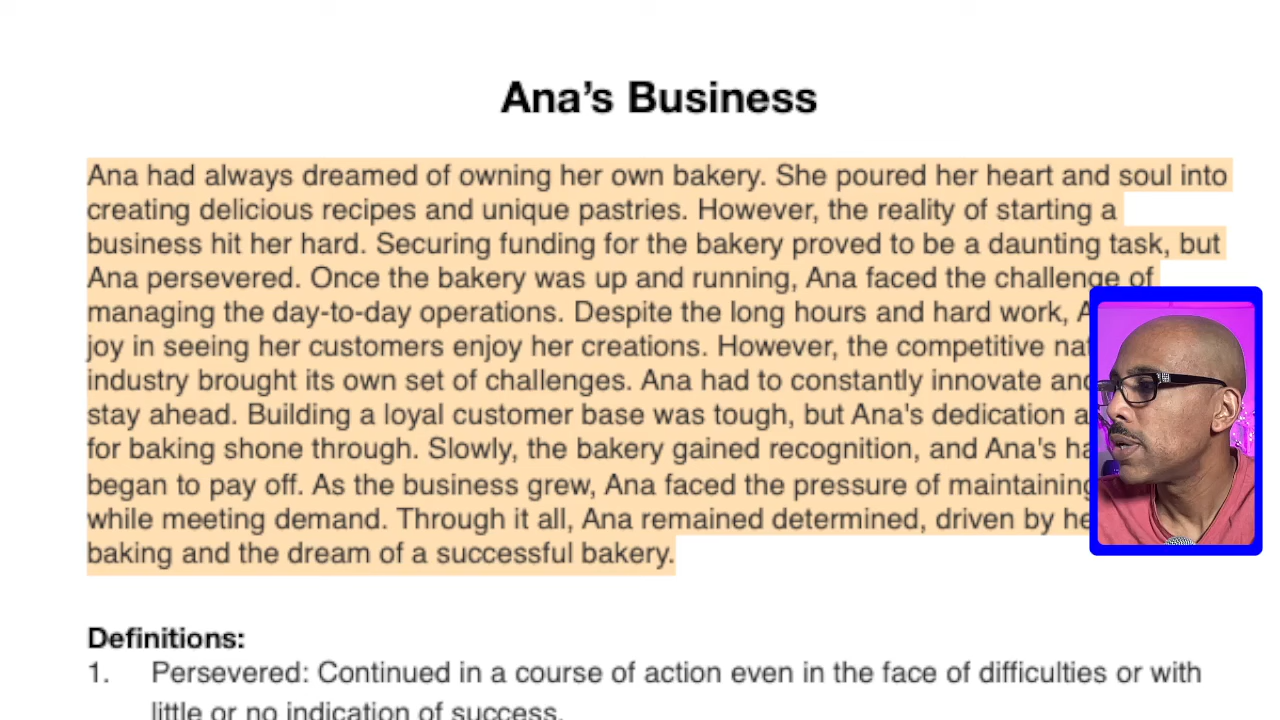 Ana's Business
Ana had always dreamed of owning her own bakery. She poured her heart and soul into
creating delicious recipes and unique pastries. However, the reality of starting a
business hit her hard. Securing funding for the bakery proved to be a daunting task, but
Ana persevered. Once the bakery was up and running, Ana faced the challenge of
managing the day-to-day operations. Despite the long hours and hard work,
joy in seeing her customers enjoy her creations. However, the competitive
industry brought its own set of challenges. Ana had to constantly innovate
stay ahead. Building a loyal customer base was tough, but Ana's dedication
for baking shone through. Slowly, the bakery gained recognition, and Ana's
began to pay off. As the business grew, Ana faced the pressure of maintaining
while meeting demand. Through it all, Ana remained determined, driven by
baking and the dream of a successful bakery.
Definitions:
1. Persevered: Continued in a course of action even in the face of difficulties or with
little or no indication of success.